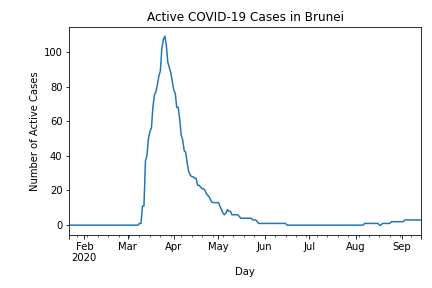 Active COVID-19 Cases in Brunei
Number of Active Cases
100
80
60
40
20
0
Feb Mar Apr May Jun Jul Aug Sep
2020
Day